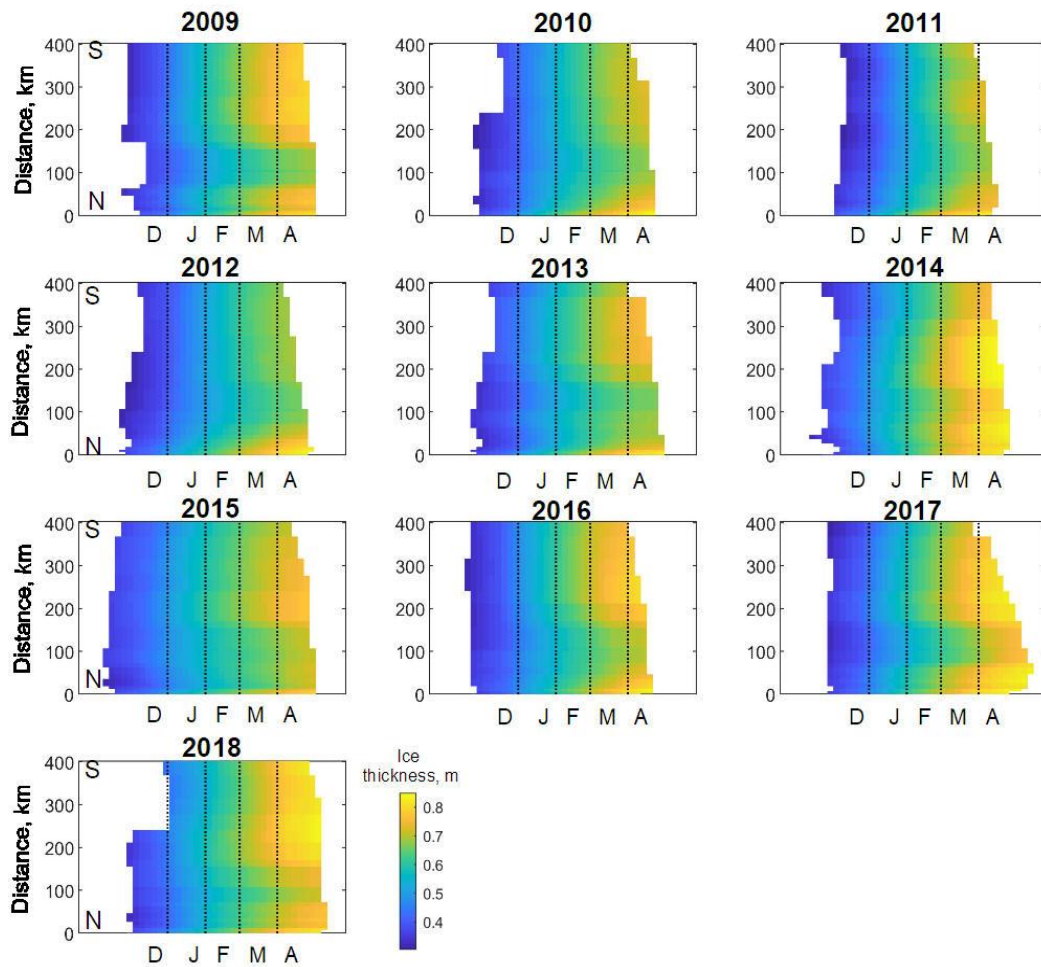 2009 2010 2011
400 S 400 400
300 300 300
200 200 200
100 100 100
N
0 0 0
Distance, km
D J F M A D J F M A D J F M A
2012 2013 2014
400 S 400 400
300 300 300
200 200 200
100 100 100
N
0 0 0
Distance, km
D J F M A D J F M A D J F M A
2015 2016 2017
400 S 400 400
300 300 300
200 200 200
100 100 100
N
0 0 0
Distance, km
D J F M A D J F M A D J F M A
2018
400 S
300
200
100
N
0
Distance, km
D J F M A
Ice
thickness, m
0.8
0.7
0.6
0.5
0.4